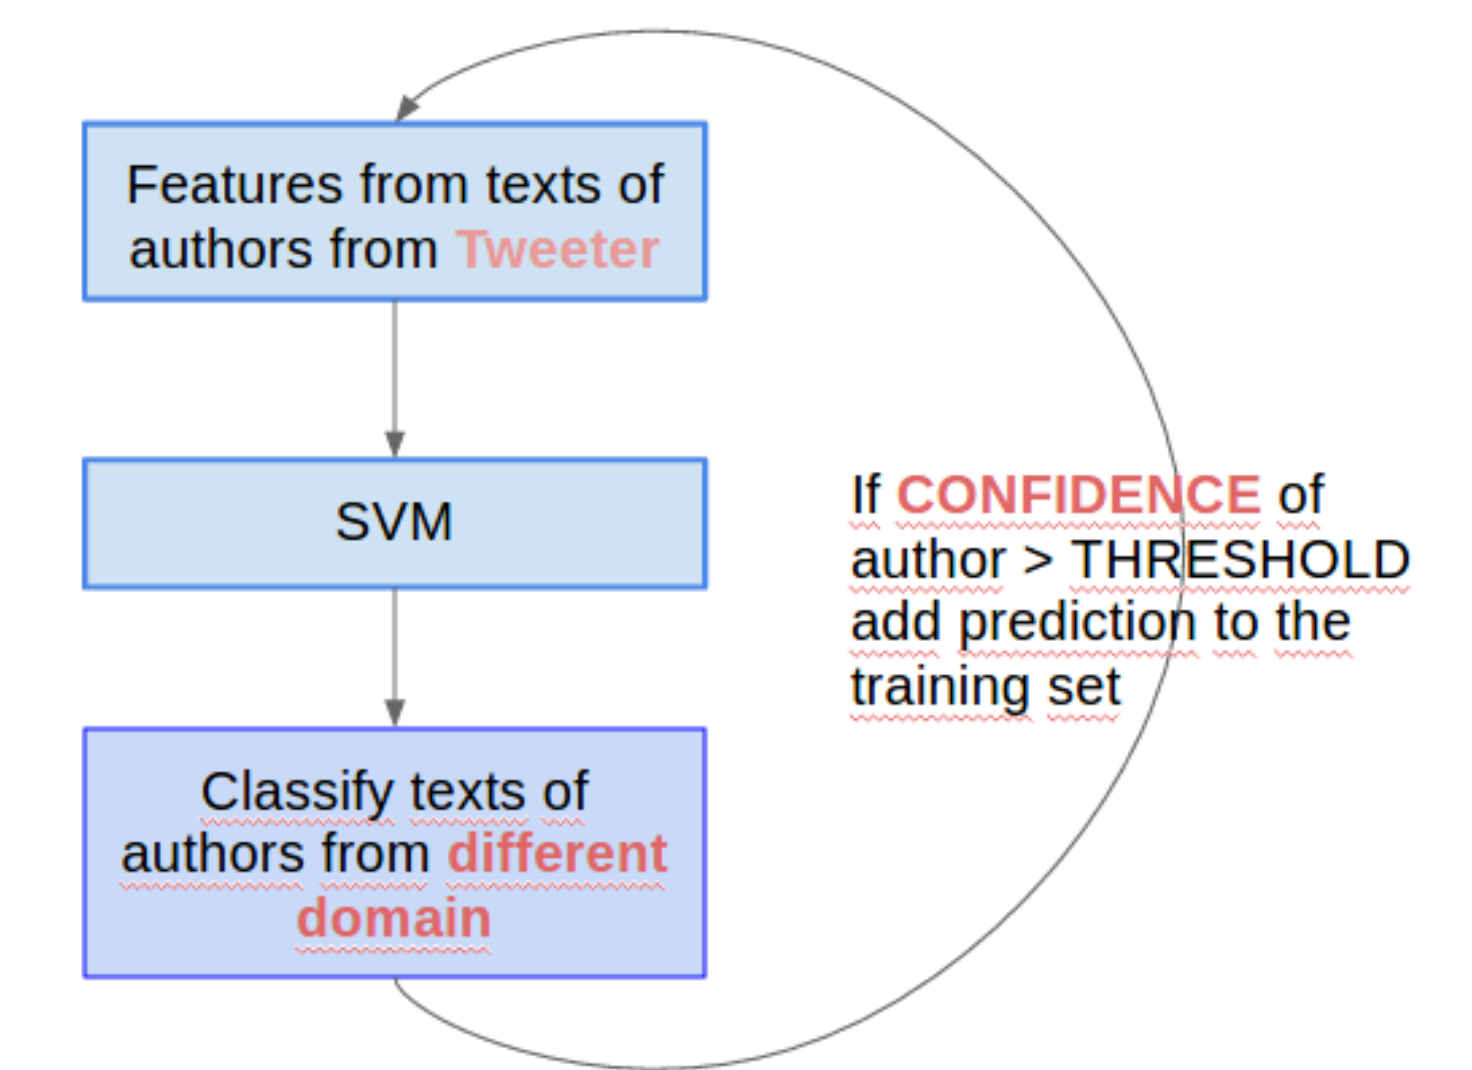 Features from texts of
authors from Tweeter
SVM
If CONFIDENCE of
author > THRESHOLD
add prediction to the
training set
Classify texts of
authors from different
domain